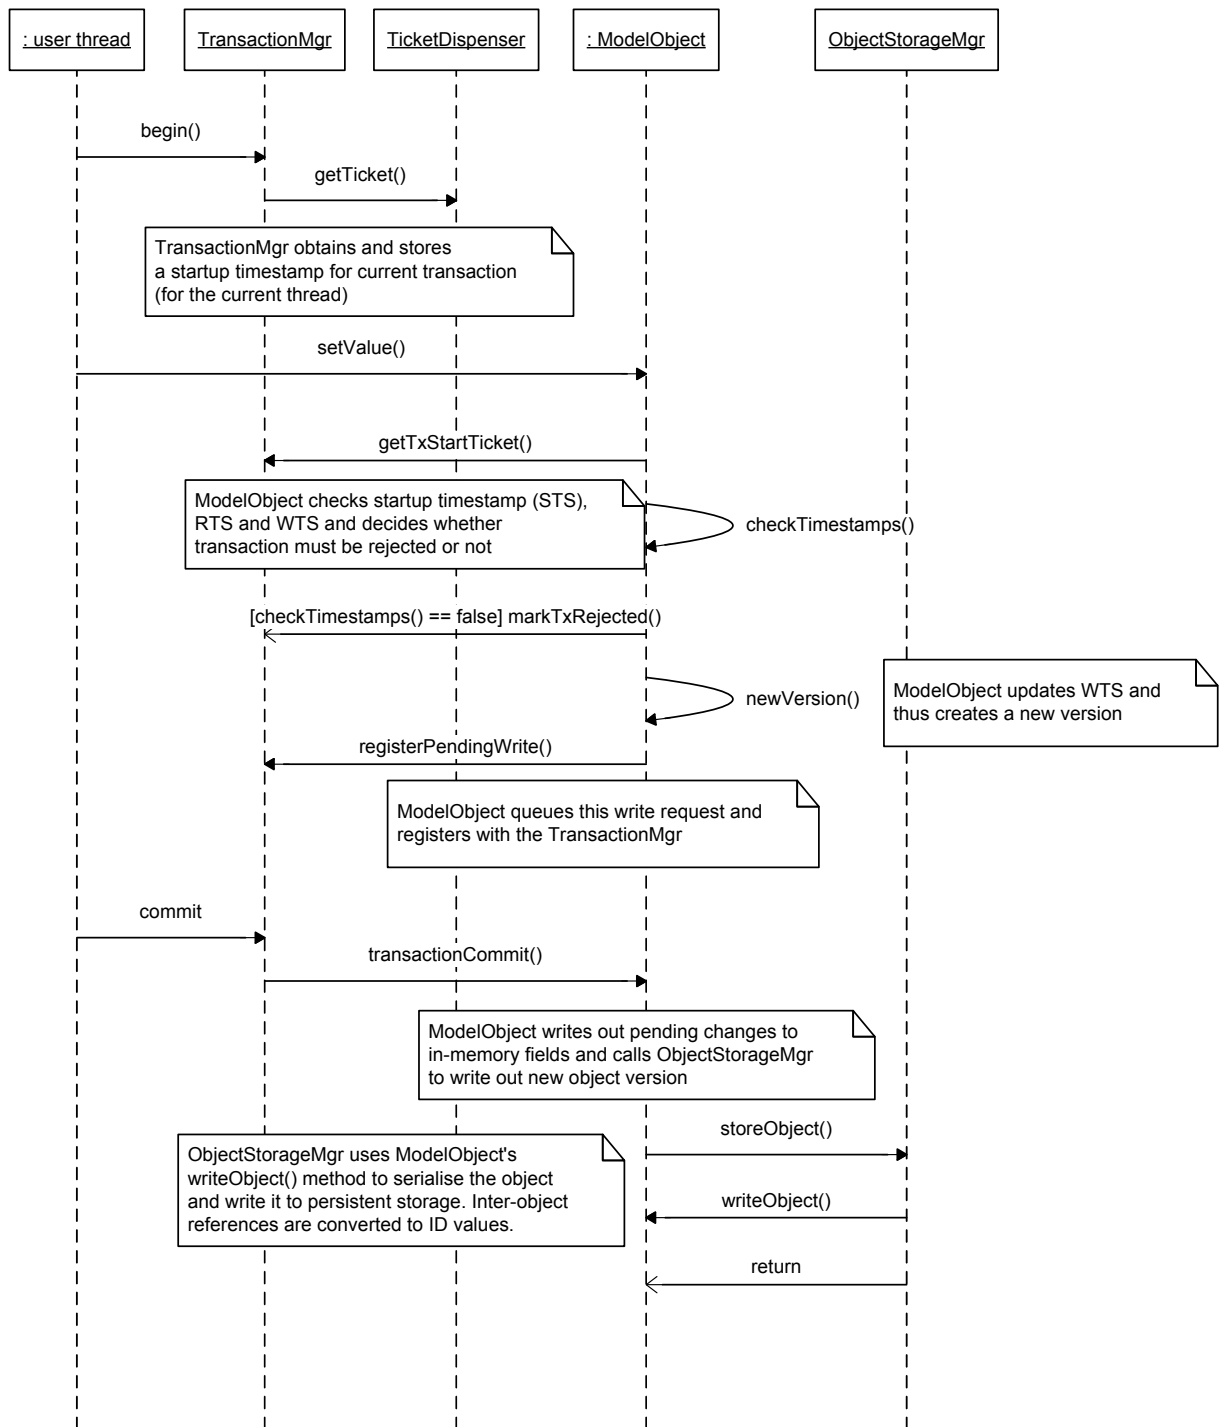 : user thread
TransactionMgr
TicketDispenser
: ModelObject
ObjectStorageMgr
begin()
getTicket()
TransactionMgr obtains and stores
a startup timestamp for current transaction
(for the current thread)
setValue()
getTxStartTicket()
ModelObject checks startup timestamp (STS),
RTS and WTS and decides whether
transaction must be rejected or not
checkTimestamps()
[checkTimestamps() == false] markTxRejected()
newVersion()
ModelObject updates WTS and
thus creates a new version
registerPendingWrite()
ModelObject queues this write request and
registers with the TransactionMgr
commit
transactionCommit()
ModelObject writes out pending changes to
in-memory fields and calls ObjectStorageMgr
to write out new object version
storeObject()
ObjectStorageMgr uses ModelObject's
writeObject() method to serialise the object
and write it to persistent storage. Inter-object
references are converted to ID values.
writeObject()
return